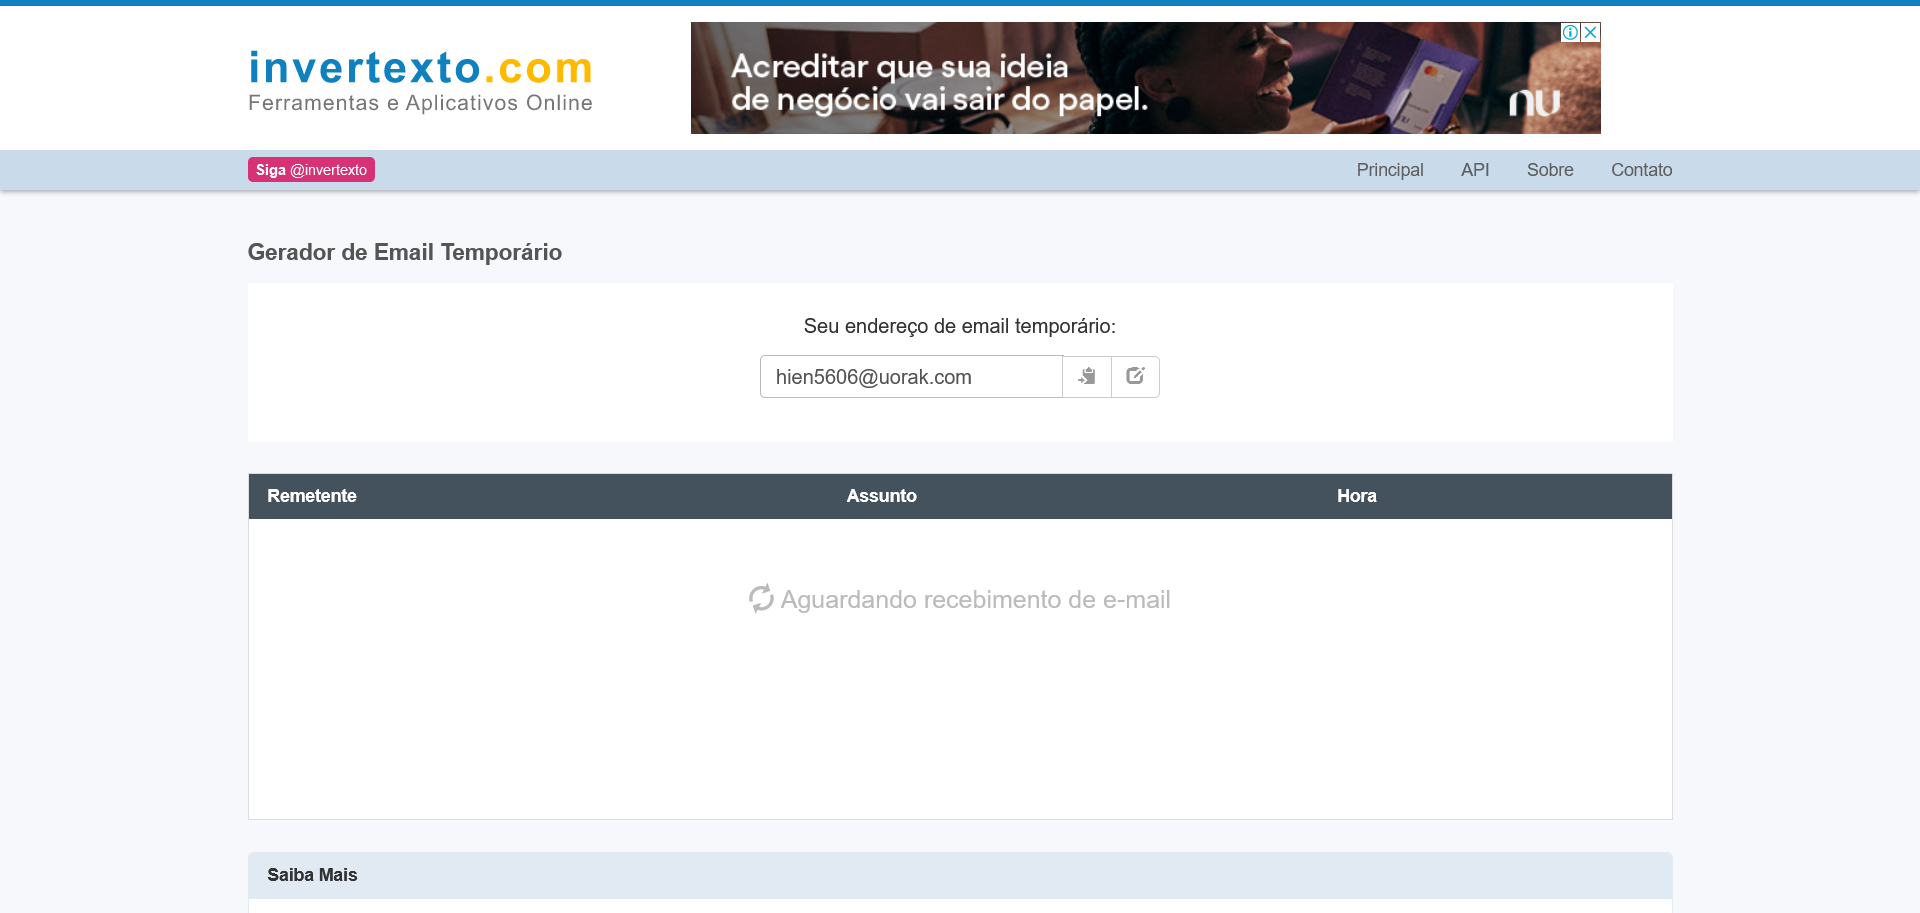 invertexto.com
Ferramentas e Aplicativos Online
Acreditar que sua ideia
de negócio vai sair do papel.
nu
Siga @invertexto
Principal API Sobre Contato
Gerador de Email Temporário
Seu endereço de email temporário:
hien5606@uorak.com
Remetente Assunto Hora
Aguardando recebimento de e-mail
Saiba Mais